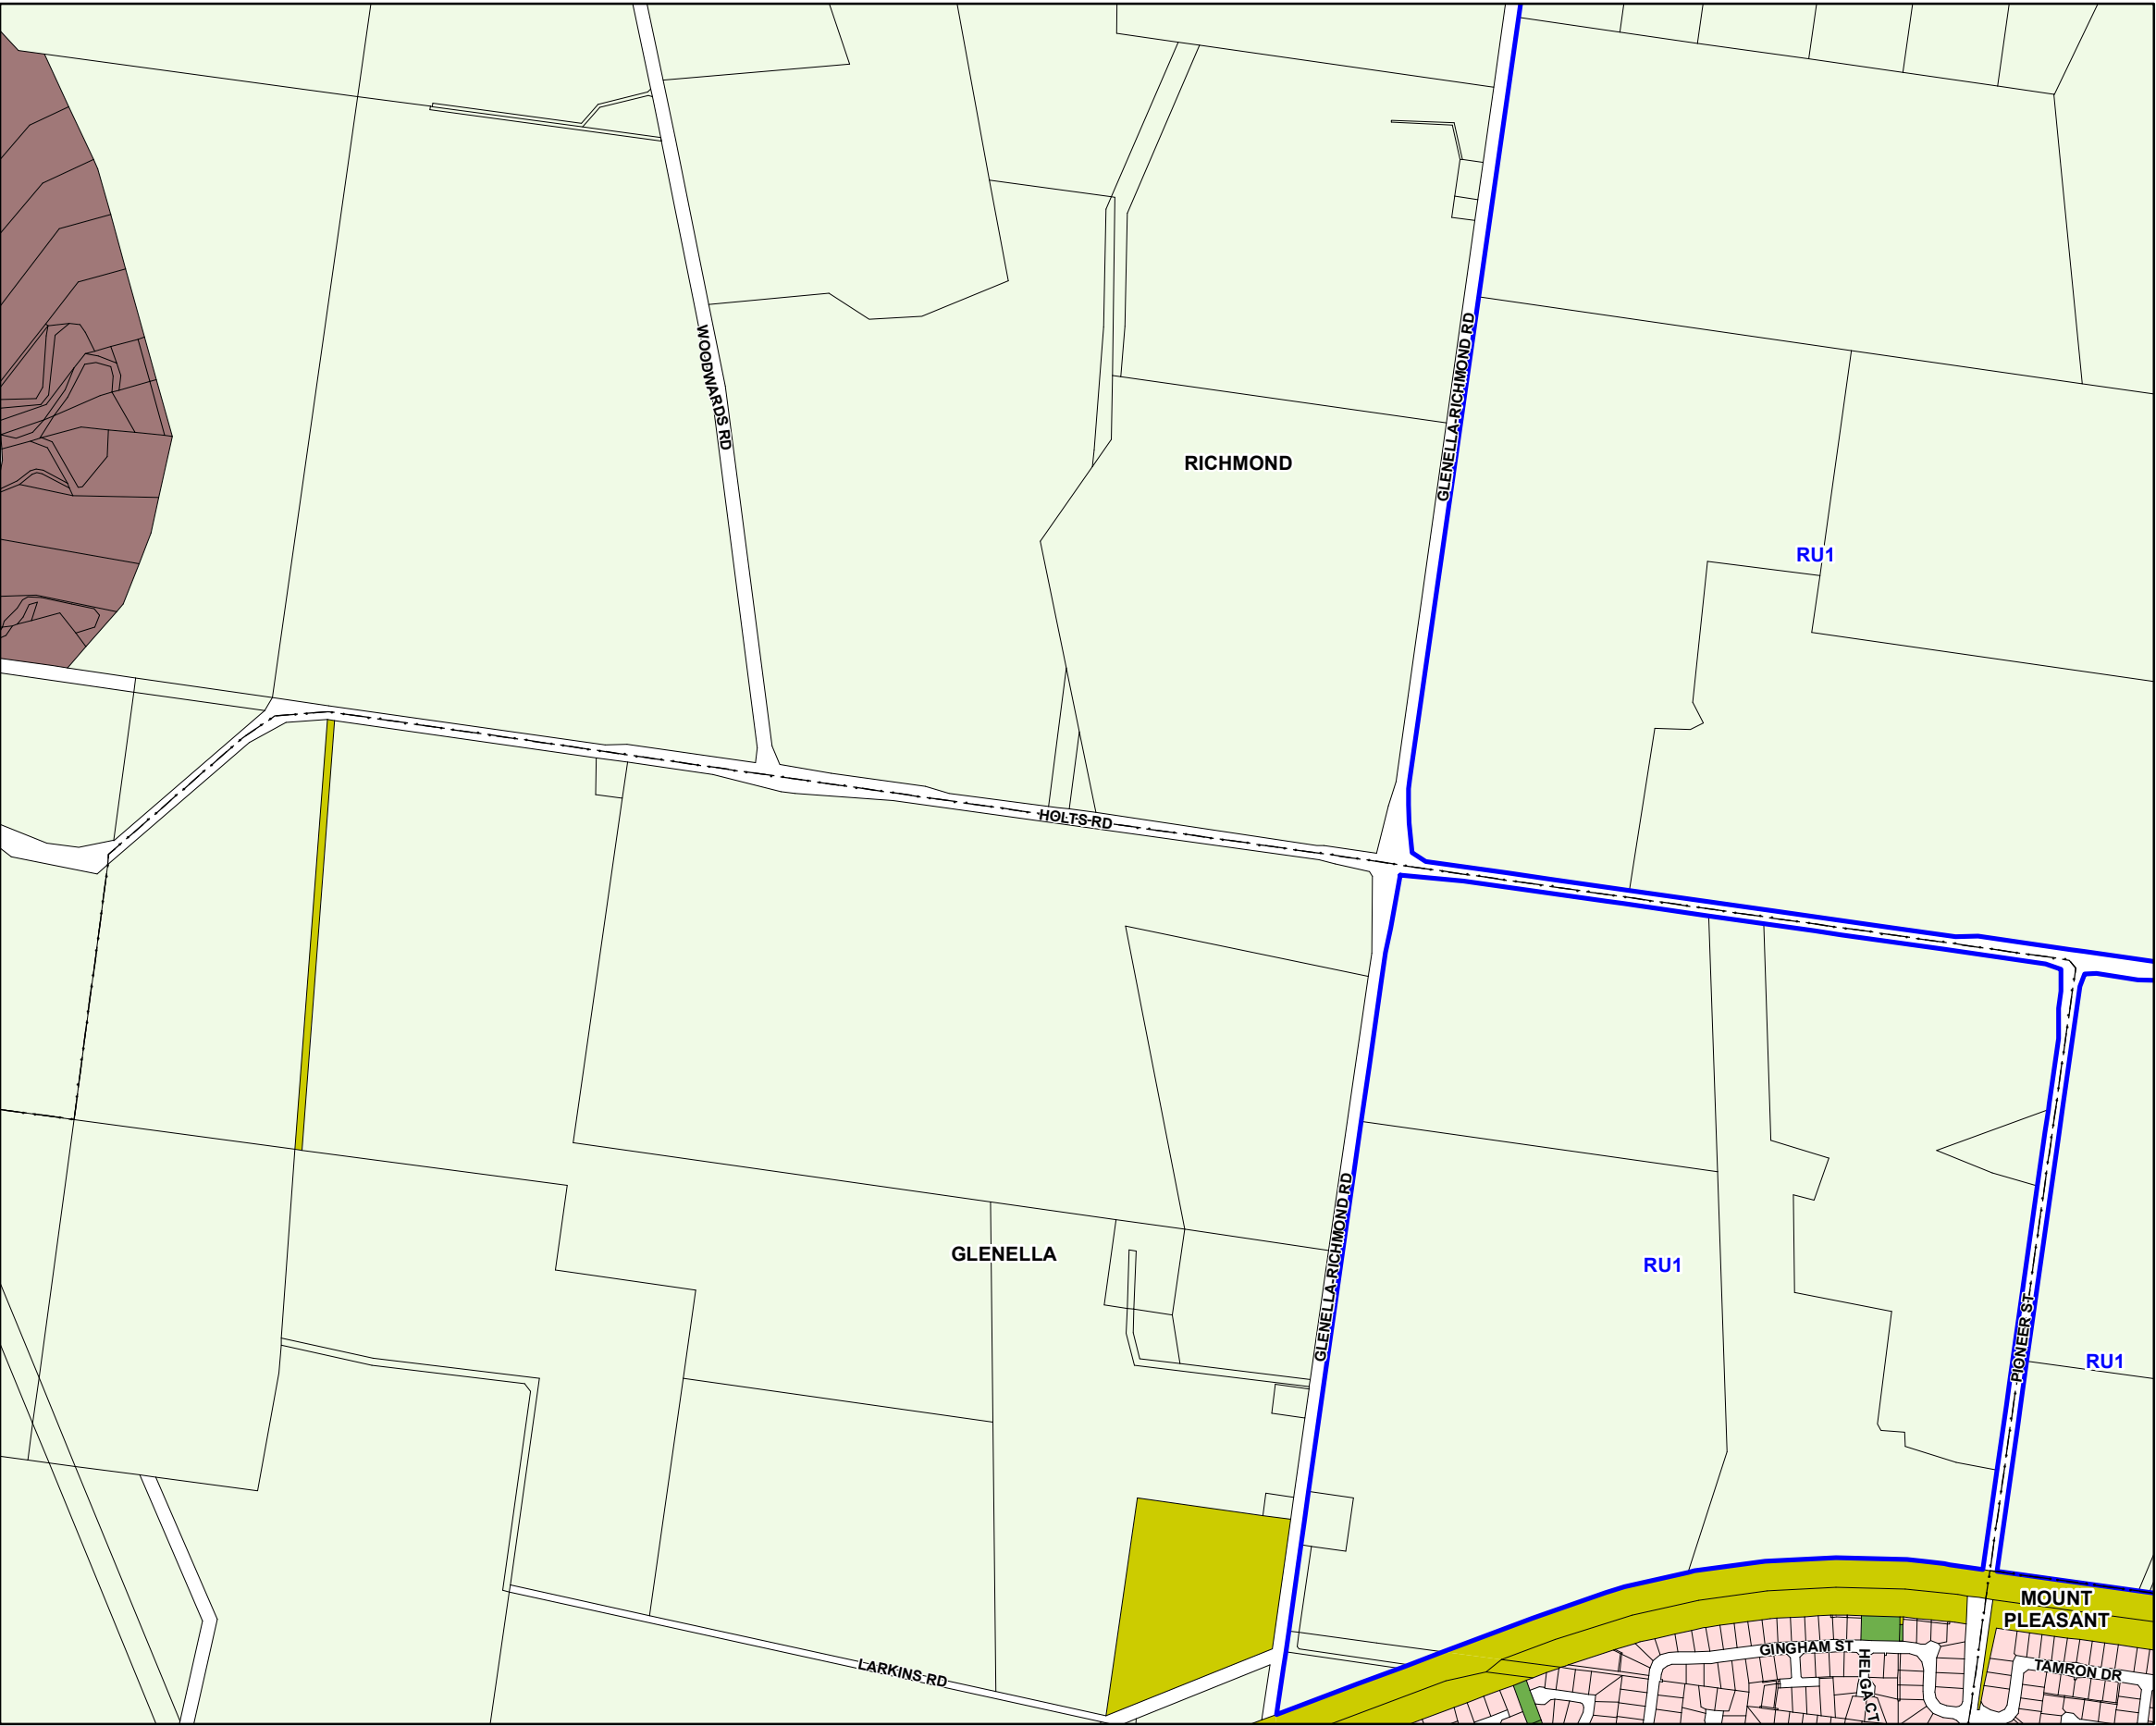 WOODWARDS RD
GLENELLA-RICHMOND RD
RICHMOND
RU1
HOLTS RD
GLENELLA-RICHMOND RD
GLENELLA
RU1
PIONEER ST
RU1
MOUNT
PLEASANT
GINGHAM ST
HELGA CT
TAMRON DR
LARKINS RD